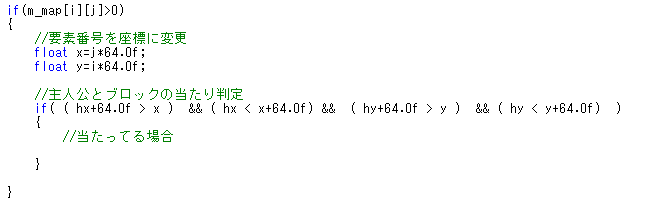 if(m_map[i][j]>0)
{
//要素番号を座標に変更
float x=j*64.0f;
float y=i*64.0f;
//主人公とブロックの当たり判定
if( ( hx+64.0f > x ) && ( hx < x+64.0f) && ( hy+64.0f > y ) && ( hy < y+64.0f) )
{
//当たってる場合
}
}